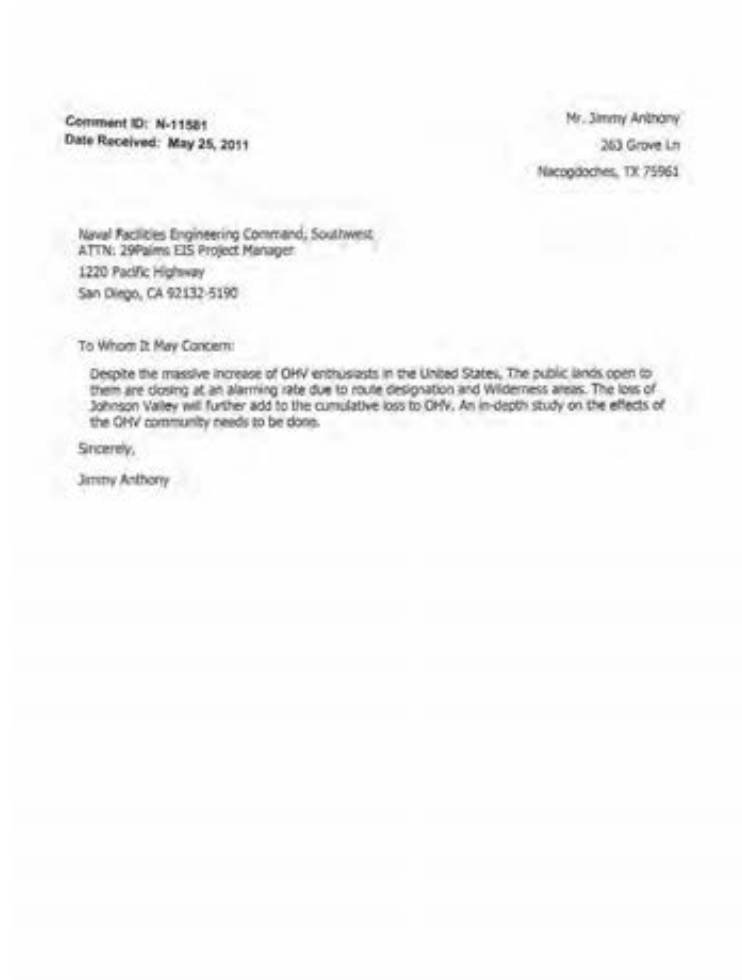 Comment ID: N-11581
Date Received: May 25, 2011
Mr. Jimmy Anthony
263 Grove Ln
Nacogdoches, TX 75961
Naval Facilities Engineering Command, Southwest
ATTN: 29Palms EIS Project Manager
1220 Pacific Highway
San Diego, CA 92132-5190
To Whom It May Concern:
Despite the massive increase of OHV enthusiasts in the United States, The public lands open to
them are closing at an alarming rate due to route designation and Wilderness areas. The loss of
Johnson Valley will further add to the cumulative loss to OHV. An in-depth study on the effects of
the OHV community needs to be done.
Sincerely,
Jimmy Anthony